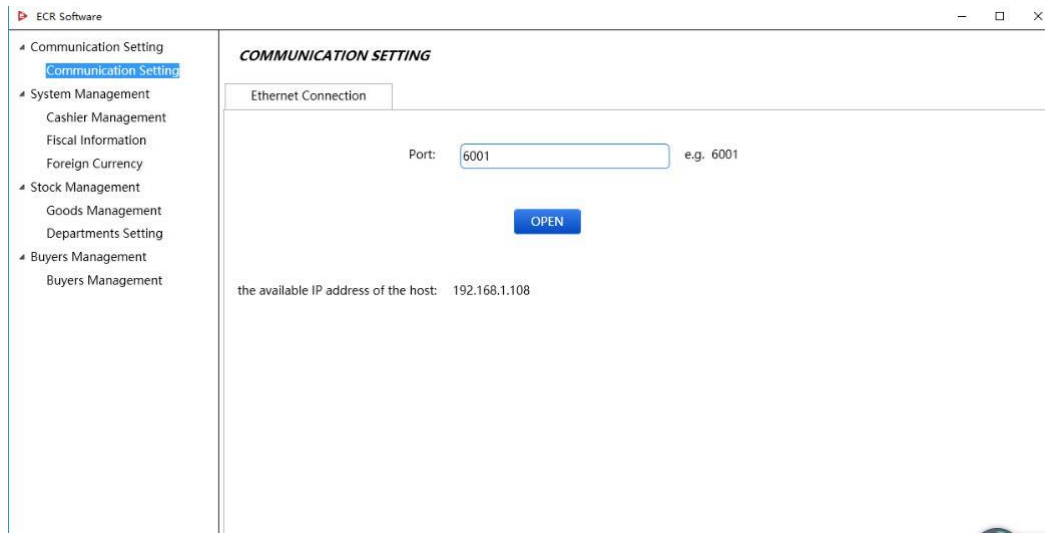 ECR Software
Communication Setting
Communication Setting
System Management
Cashier Management
Fiscal Information
Foreign Currency
Stock Management
Goods Management
Departments Setting
Buyers Management
Buyers Management
COMMUNICATION SETTING
Ethernet Connection
Port: 6001 e.g. 6001
OPEN
the available IP address of the host: 192.168.1.108